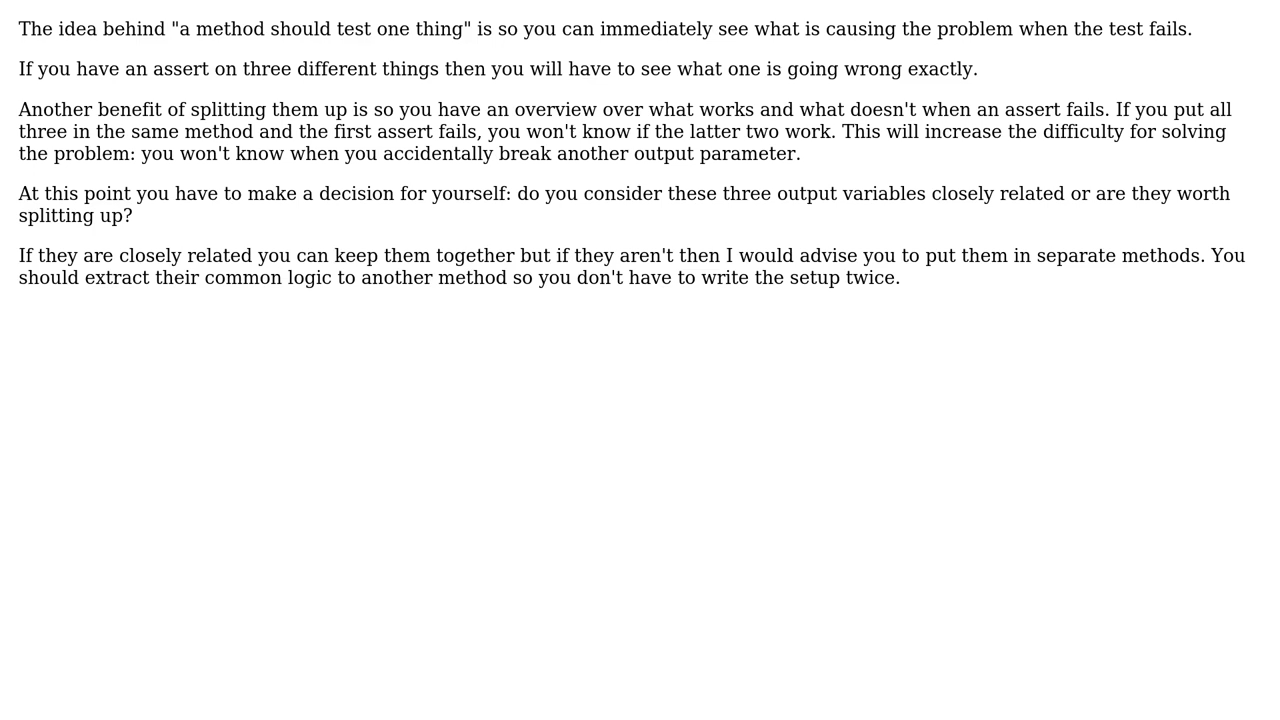 The idea behind "a method should test one thing" is so you can immediately see what is causing the problem when the test fails.
If you have an assert on three different things then you will have to see what one is going wrong exactly.
Another benefit of splitting them up is so you have an overview over what works and what doesn't when an assert fails. If you put all
three in the same method and the first assert fails, you won't know if the latter two work. This will increase the difficulty for solving
the problem: you won't know when you accidentally break another output parameter.
At this point you have to make a decision for yourself: do you consider these three output variables closely related or are they worth
splitting up?
If they are closely related you can keep them together but if they aren't then I would advise you to put them in separate methods. You
should extract their common logic to another method so you don't have to write the setup twice.